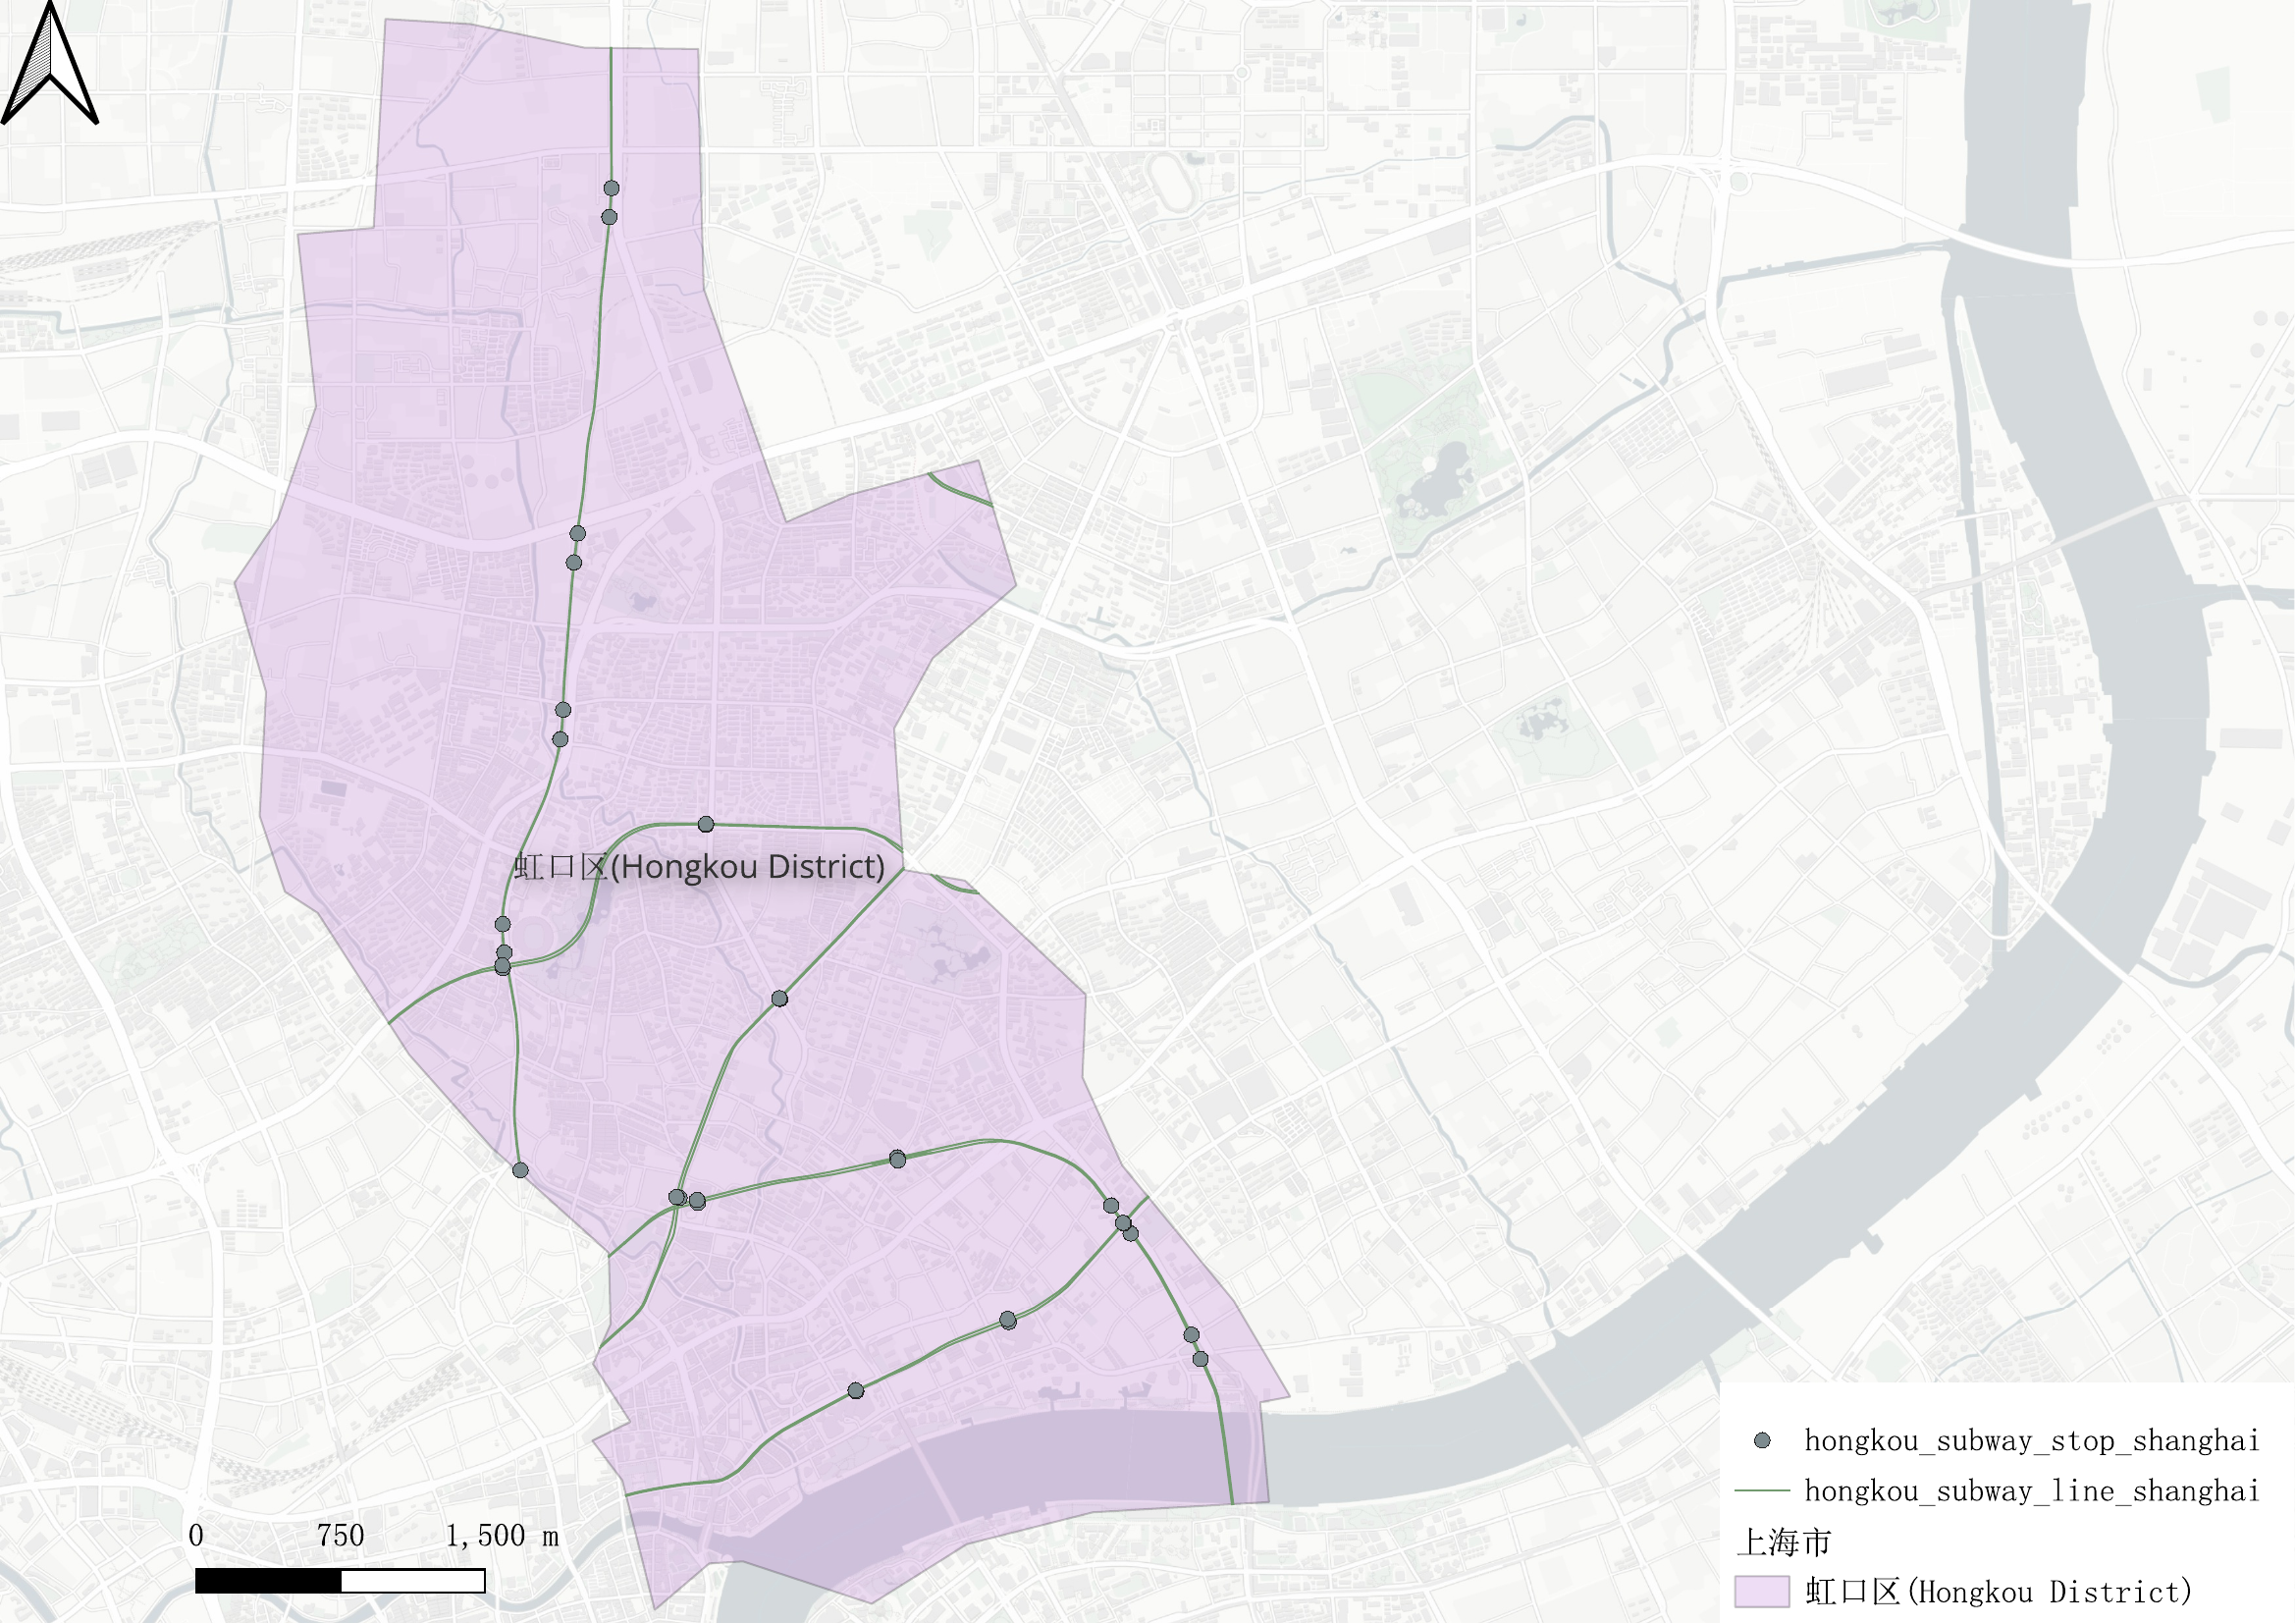 虹口区(Hongkou District)
0 750 1,500 m
hongkou_subway_stop_shanghai
hongkou_subway_line_shanghai
上海市
虹口区(Hongkou District)